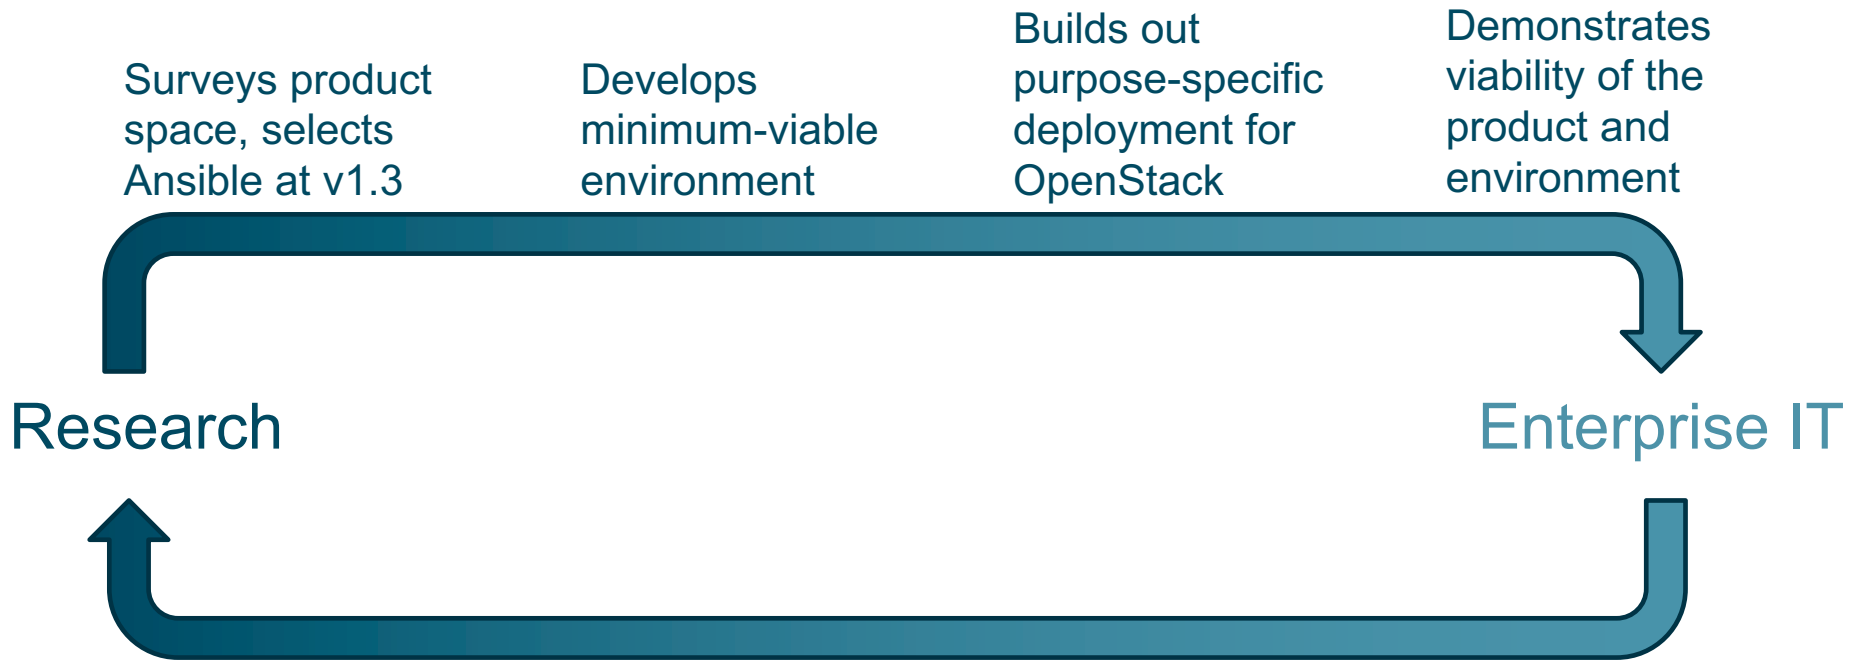 Surveys product
space, selects
Ansible at v1.3
Develops
minimum-viable
environment
Builds out
purpose-specific
deployment for
OpenStack
Demonstrates
viability of the
product and
environment
Research
Enterprise IT